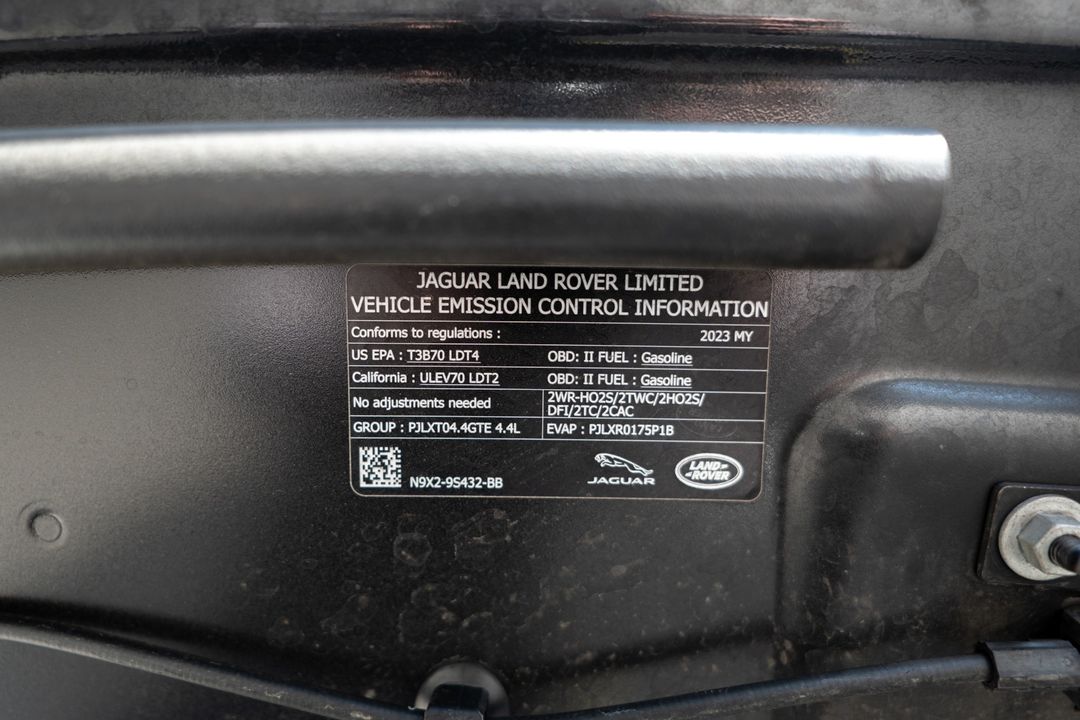 JAGUAR LAND ROVER LIMITED
VEHICLE EMISSION CONTROL INFORMATION
Conforms to regulations : 2023 MY
US EPA : T3B70 LDT4 OBD: II FUEL : Gasoline
California : ULEV70 LDT2 OBD: II FUEL : Gasoline
No adjustments needed 2WR-HO2S/2TWC/2HO2S/
DFI/2TC/2CAC
GROUP : PJLXT04.4GTE 4.4L EVAP : PJLXR0175P1B
N9X2-9S432-BB
JAGUAR
LAND-
-ROVER